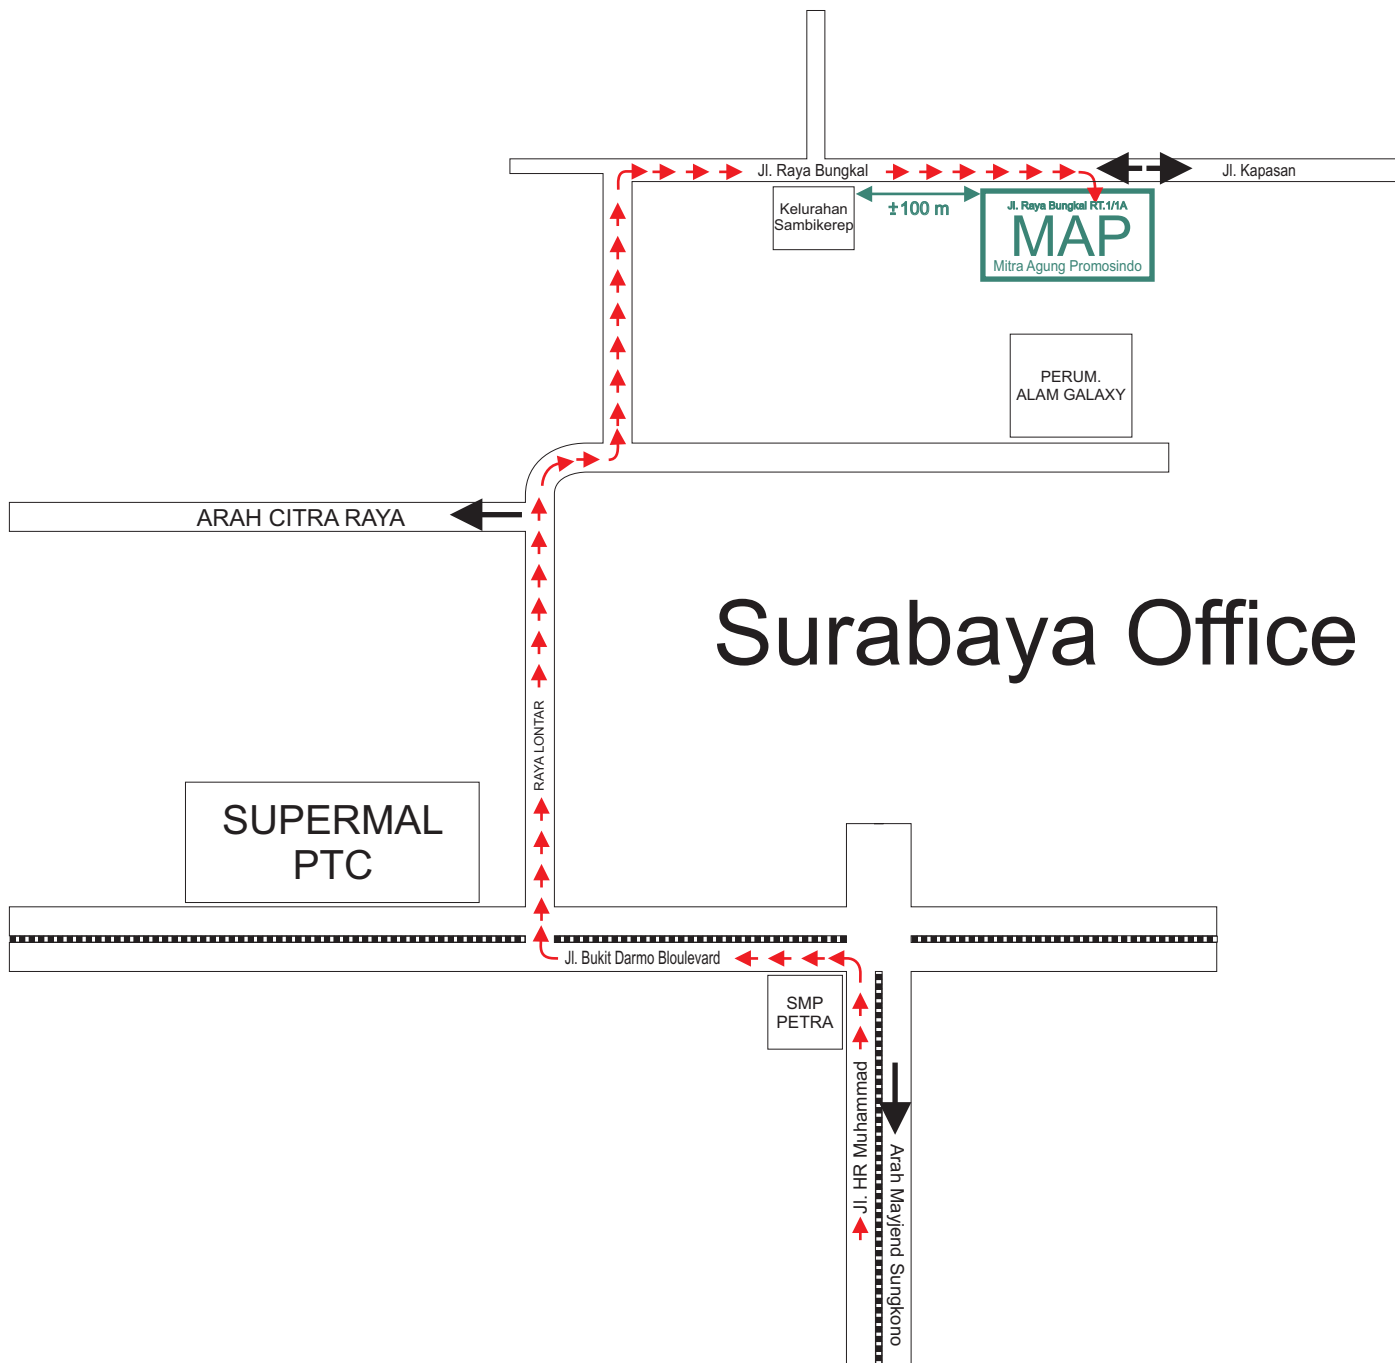 Jl. Raya Bungkal
Jl. Kapasan
Kelurahan
Sambikerep
±100 m
Jl. Raya Bungkal RT.1/1A
MAP
Mitra Agung Promosindo
PERUM.
ALAM GALAXY
ARAH CITRA RAYA
Surabaya Office
RAYA LONTAR
SUPERMAL
PTC
Jl. Bukit Darmo Bloulevard
SMP
PETRA
Jl. HR Muhammad
Arah Mayjend Sungkono